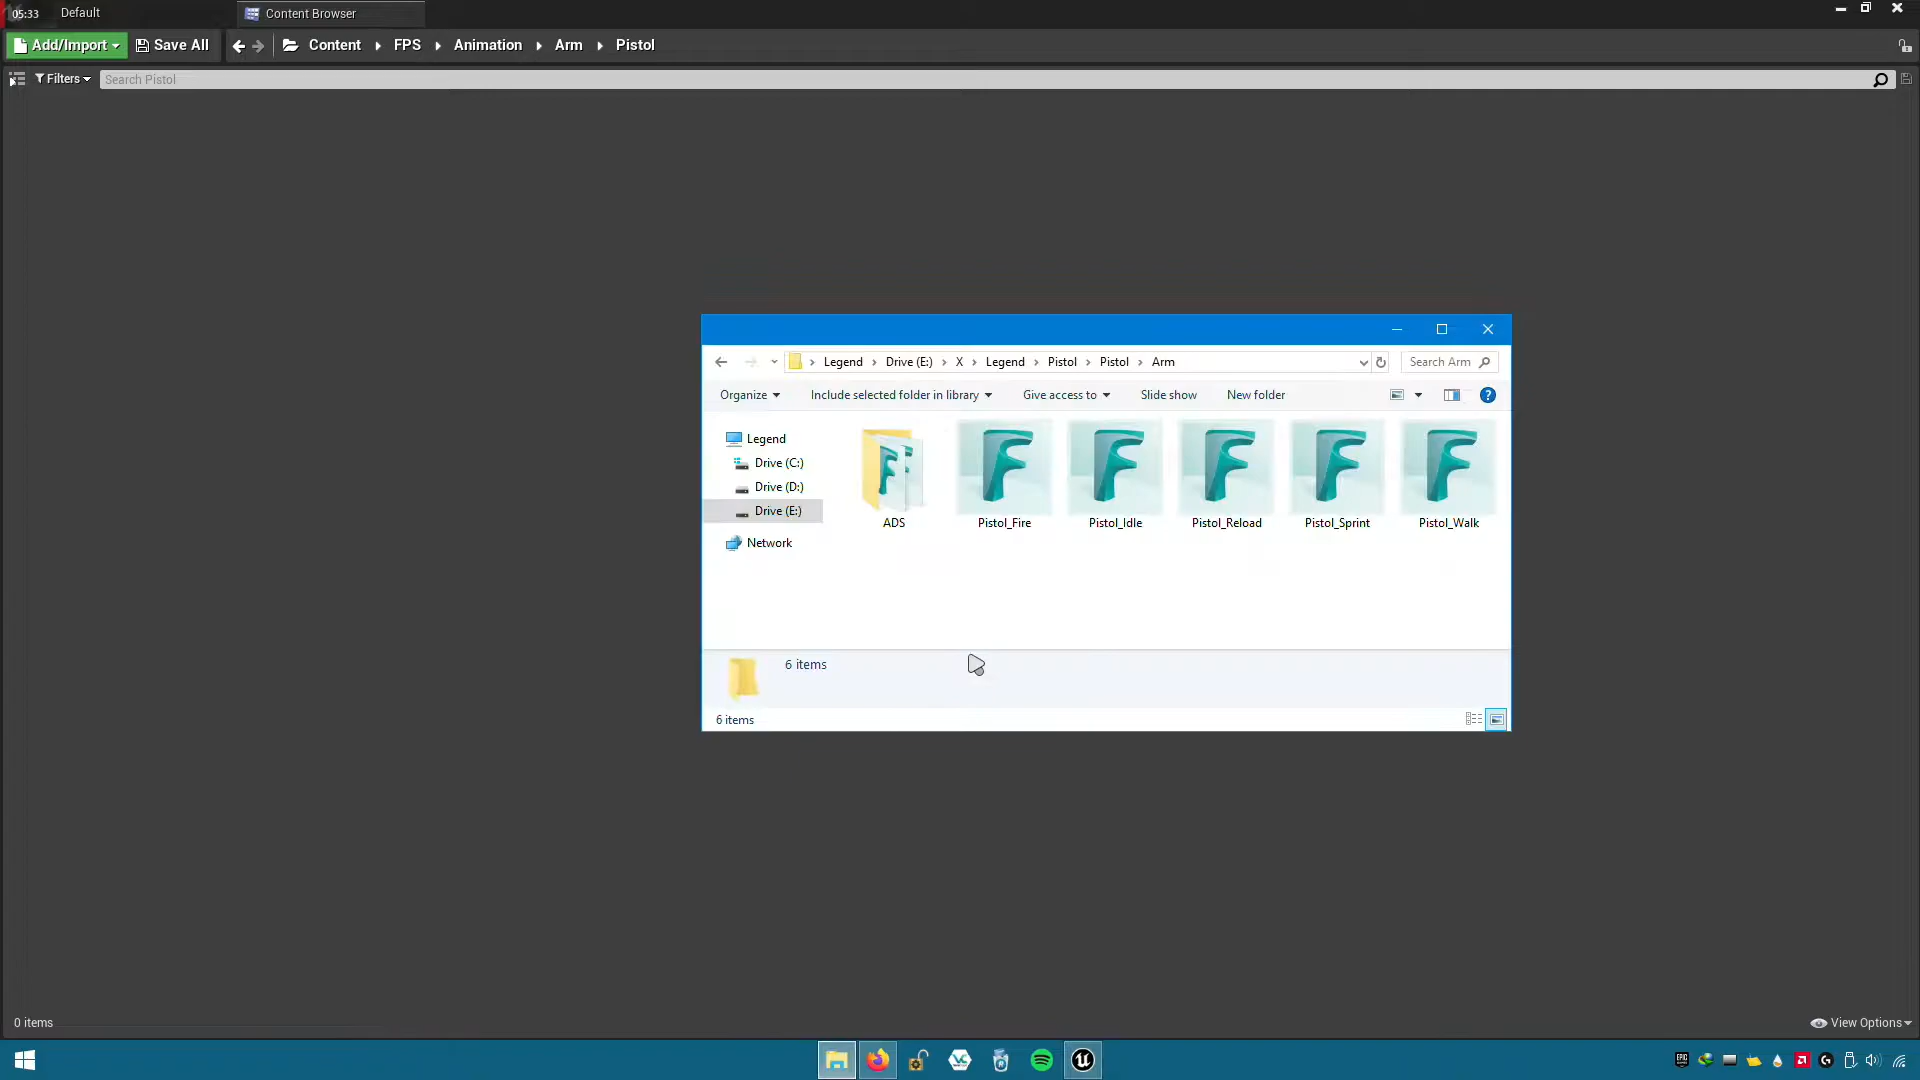 05:33
Default
Content Browser
Add/Import
Save All
Content
FPS
Animation
Arm
Pistol
Filters
Search Pistol
Legend
Drive (E:)
X
Legend
Pistol
Pistol
Arm
Search Arm
Organize
Include selected folder in library
Give access to
Slide show
New folder
Legend
Drive (C:)
Drive (D:)
Drive (E:)
Network
ADS
Pistol_Fire
Pistol_Idle
Pistol_Reload
Pistol_Sprint
Pistol_Walk
6 items
6 items
0 items
View Options